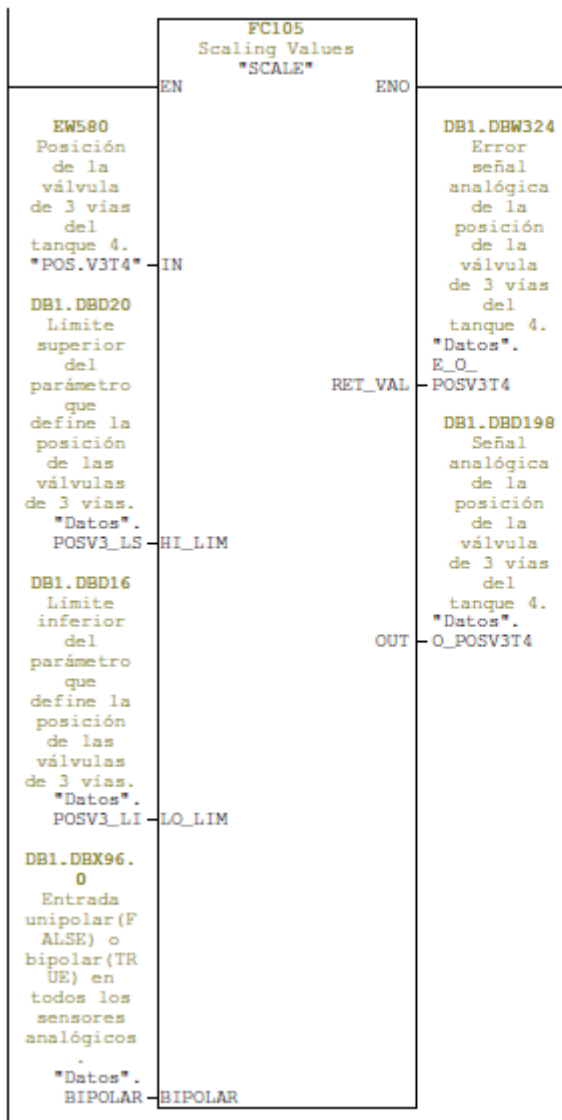 FC105
Scaling Values
"SCALE"
EN
ENO
EW580
Posición
de la
válvula
de 3 vías
del
tanque 4.
"POS.V3T4"
IN
DB1.DBD20
Límite
superior
del
parámetro
que
define la
posición
de las
válvulas
de 3 vías.
"Datos".
POSV3_LS
HI_LIM
DB1.DBD16
Límite
inferior
del
parámetro
que
define la
posición
de las
válvulas
de 3 vías.
"Datos".
POSV3_LI
LO_LIM
DB1.DBX96.
0
Entrada
unipolar(F
ALSE) o
bipolar(TR
UE) en
todos los
sensores
analógicos
.
"Datos".
BIPOLAR
BIPOLAR
DB1.DBW324
Error
señal
analógica
de la
posición
de la
válvula
de 3 vías
del
tanque 4.
"Datos".
E_O_
RET_VAL
POSV3T4
DB1.DBD198
Señal
analógica
de la
posición
de la
válvula
de 3 vías
del
tanque 4.
"Datos".
OUT
O_POSV3T4